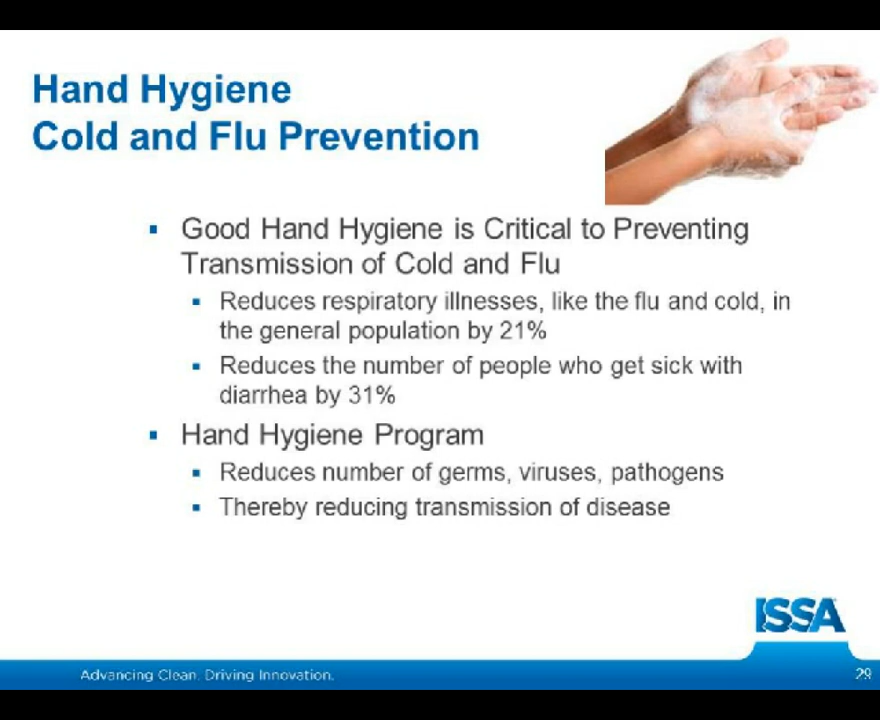 Hand Hygiene
Cold and Flu Prevention
▪ Good Hand Hygiene is Critical to Preventing
Transmission of Cold and Flu
▪ Reduces respiratory illnesses, like the flu and cold, in
the general population by 21%
▪ Reduces the number of people who get sick with
diarrhea by 31%
▪ Hand Hygiene Program
▪ Reduces number of germs, viruses, pathogens
▪ Thereby reducing transmission of disease
ISSA
Advancing Clean. Driving Innovation.
29